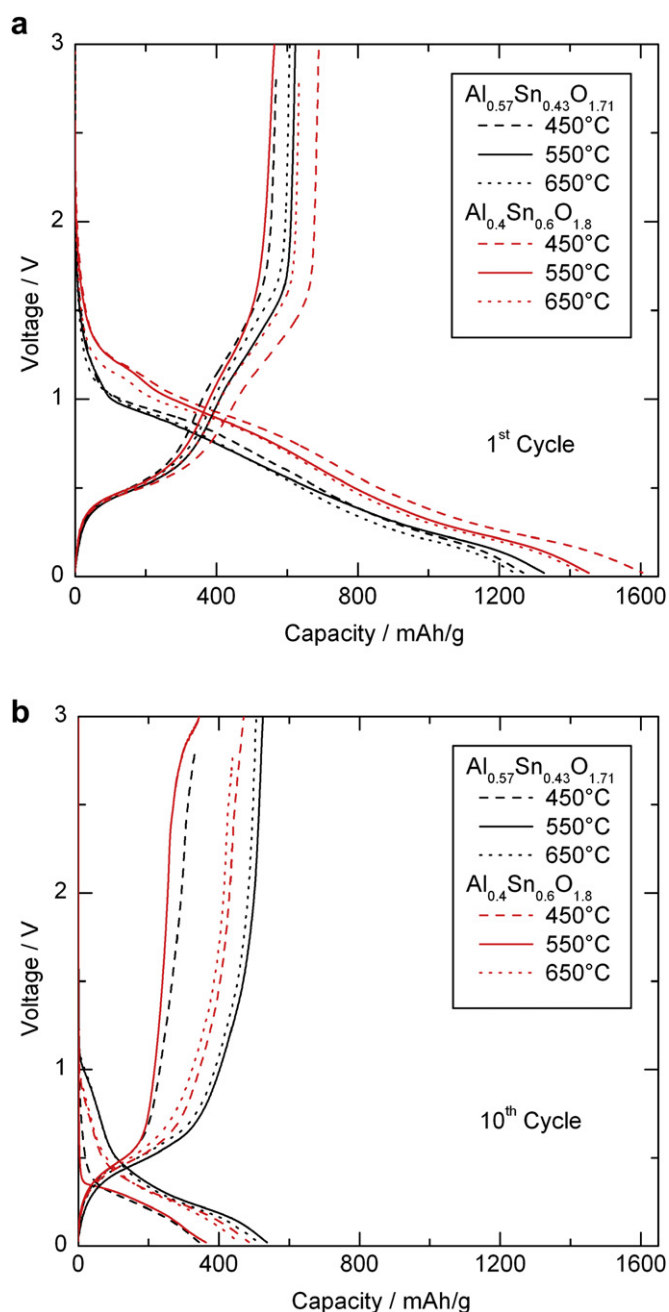 a
3
2
1
0
Voltage / V
Al0.57Sn0.43O1.71
450°C
550°C
650°C
Al0.4Sn0.6O1.8
450°C
550°C
650°C
1st Cycle
0 400 800 1200 1600
Capacity / mAh/g
b
3
2
1
0
Voltage / V
Al0.57Sn0.43O1.71
450°C
550°C
650°C
Al0.4Sn0.6O1.8
450°C
550°C
650°C
10th Cycle
0 400 800 1200 1600
Capacity / mAh/g